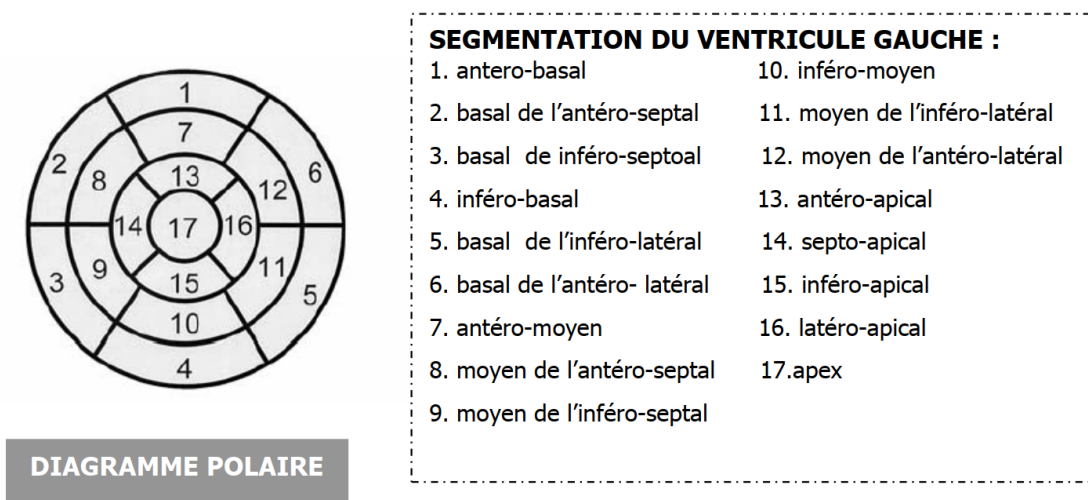 1
7
2
6
8
13
12
14
17
16
3
9
15
11
5
10
4
DIAGRAMME POLAIRE
SEGMENTATION DU VENTRICULE GAUCHE :
1. antero-basal
2. basal de l’antéro-septal
3. basal  de inféro-septoal
4. inféro-basal
5. basal  de l’inféro-latéral
6. basal de l’antéro- latéral
7. antéro-moyen
8. moyen de l’antéro-septal
9. moyen de l’inféro-septal
10. inféro-moyen
11. moyen de l’inféro-latéral
12. moyen de l’antéro-latéral
13. antéro-apical
14. septo-apical
15. inféro-apical
16. latéro-apical
17.apex